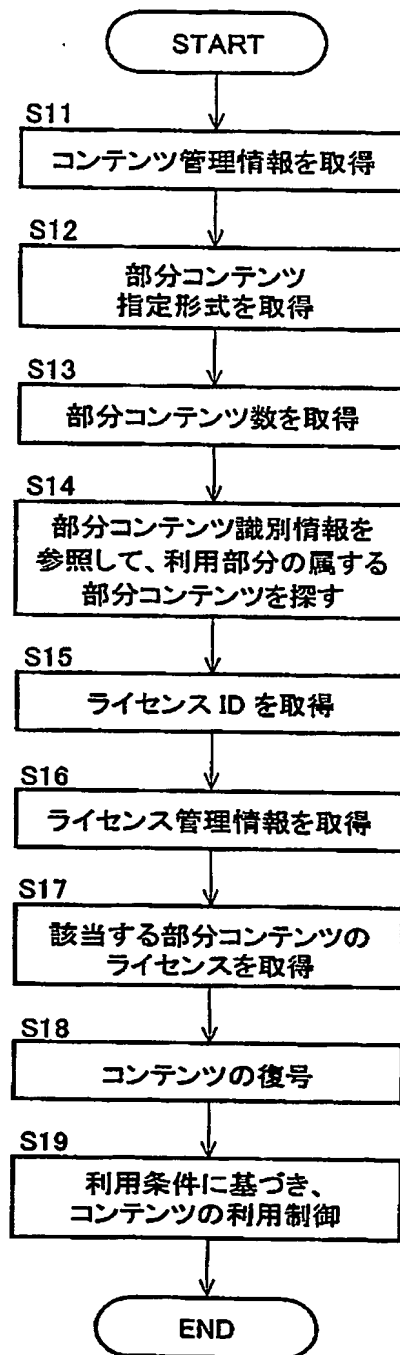 START
S11
コンテンツ管理情報を取得
S12
部分コンテンツ
指定形式を取得
S13
部分コンテンツ数を取得
S14
部分コンテンツ識別情報を
参照して、利用部分の属する
部分コンテンツを探す
S15
ライセンス ID を取得
S16
ライセンス管理情報を取得
S17
該当する部分コンテンツの
ライセンスを取得
S18
コンテンツの復号
S19
利用条件に基づき、
コンテンツの利用制御
END